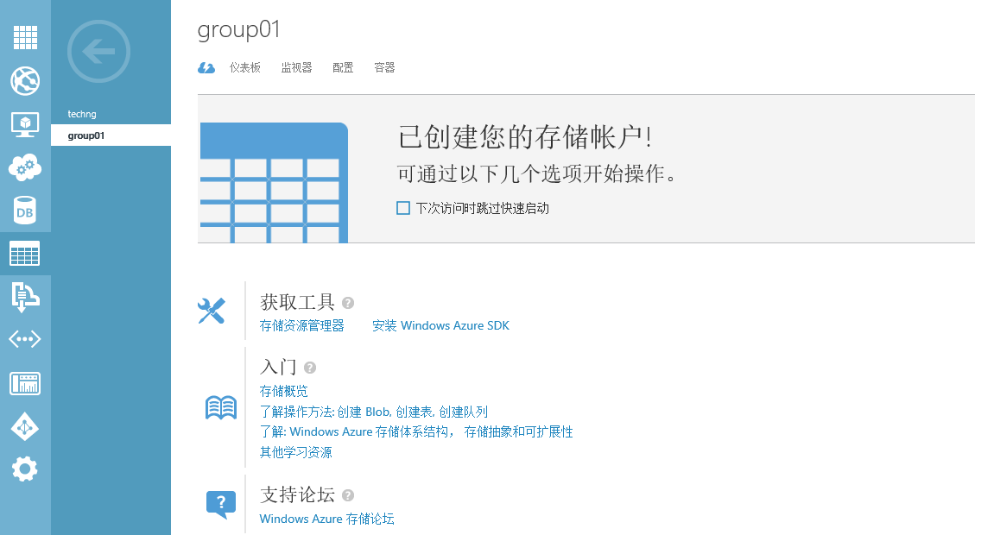 group01
仪表板 监视器 配置 容器
techng
group01
DB
已创建您的存储帐户!
可通过以下几个选项开始操作。
下次访问时跳过快速启动
获取工具 ?
存储资源管理器 安装 Windows Azure SDK
入门 ?
存储概览
了解操作方法: 创建 Blob, 创建表, 创建队列
了解: Windows Azure 存储体系结构， 存储抽象和可扩展性
其他学习资源
?
支持论坛 ?
Windows Azure 存储论坛